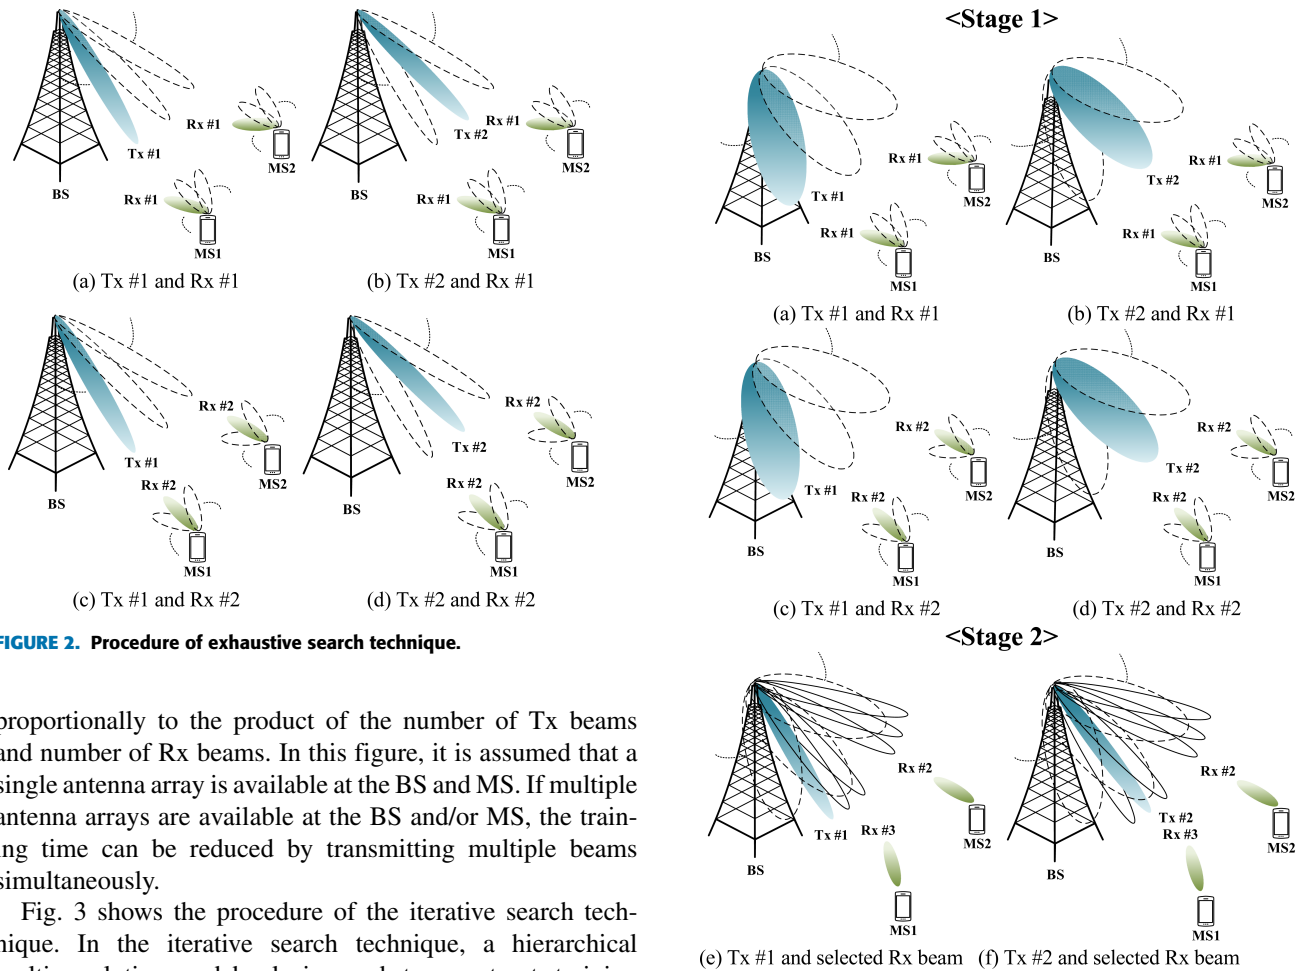 Tx #1
Rx #1
MS2
Rx #1
BS
MS1
(a) Tx #1 and Rx #1
Tx #2
Rx #1
MS2
Rx #1
BS
MS1
(b) Tx #2 and Rx #1
Rx #2
Tx #1
MS2
Rx #2
BS
MS1
(c) Tx #1 and Rx #2
Rx #2
Tx #2
MS2
Rx #2
BS
MS1
(d) Tx #2 and Rx #2
FIGURE 2. Procedure of exhaustive search technique.
proportionally to the product of the number of Tx beams
and number of Rx beams. In this figure, it is assumed that a
single antenna array is available at the BS and MS. If multiple
antenna arrays are available at the BS and/or MS, the train-
ing time can be reduced by transmitting multiple beams
simultaneously.
Fig. 3 shows the procedure of the iterative search tech-
nique. In the iterative search technique, a hierarchical
<Stage 1>
Rx #1
Tx #1
MS2
Rx #1
BS
MS1
(a) Tx #1 and Rx #1
Rx #1
Tx #2
MS2
Rx #1
BS
MS1
(b) Tx #2 and Rx #1
Rx #2
Tx #1
MS2
Rx #2
BS
MS1
(c) Tx #1 and Rx #2
Rx #2
Tx #2
MS2
Rx #2
BS
MS1
(d) Tx #2 and Rx #2
<Stage 2>
Rx #2
Tx #1
Rx #3
MS2
BS
MS1
(e) Tx #1 and selected Rx beam
Rx #2
Tx #2
Rx #3
MS2
BS
MS1
(f) Tx #2 and selected Rx beam